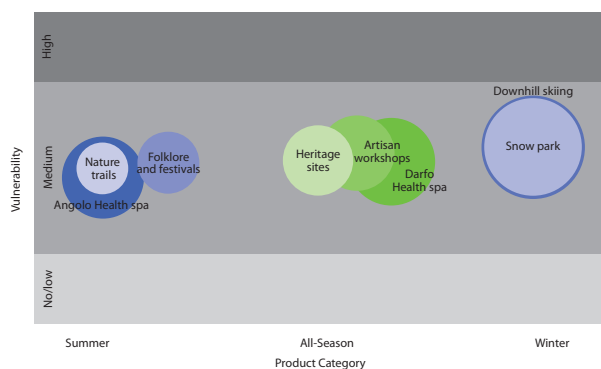 High
Downhill skiing
Vulnerability
Medium
Nature
trails
Folklore
and festivals
Angolo Health spa
Heritage
sites
Artisan
workshops
Darfo
Health spa
Snow park
No/low
Summer
All-Season
Winter
Product Category